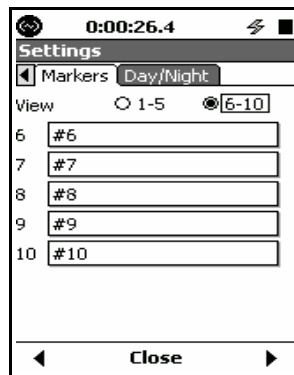 0:00:26.4
Settings
Markers Day/Night
View 1-5 6-10
6 #6
7 #7
8 #8
9 #9
10 #10
Close